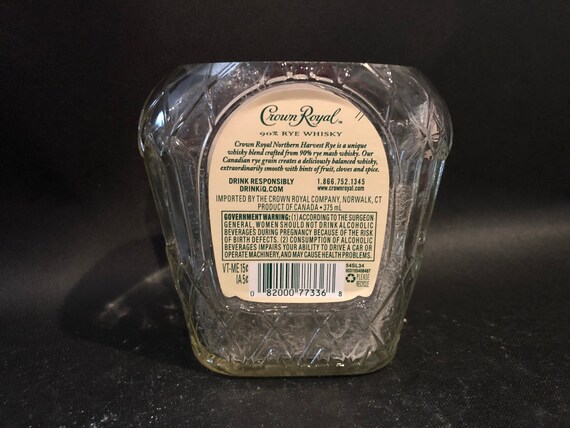 Crown Royal
90% RYE WHISKY
Crown Royal Northern Harvest Rye is a unique
whisky blend crafted from 90% rye mash whisky. Our
Canadian rye grain creates a deliciously balanced whisky,
extraordinarily smooth with hints of fruit, cloves and spice.
DRINK RESPONSIBLY 1.866.752.1345
DRINKiQ.COM www.crownroyal.com
IMPORTED BY THE CROWN ROYAL COMPANY, NORWALK, CT
PRODUCT OF CANADA • 375 mL
GOVERNMENT WARNING: (1) ACCORDING TO THE SURGEON
GENERAL, WOMEN SHOULD NOT DRINK ALCOHOLIC
BEVERAGES DURING PREGNANCY BECAUSE OF THE RISK
OF BIRTH DEFECTS. (2) CONSUMPTION OF ALCOHOLIC
BEVERAGES IMPAIRS YOUR ABILITY TO DRIVE A CAR OR
OPERATE MACHINERY, AND MAY CAUSE HEALTH PROBLEMS.
VT-ME 15¢
IA 5¢
54SL34
PLEASE
RECYCLE
0 82000 77336 8